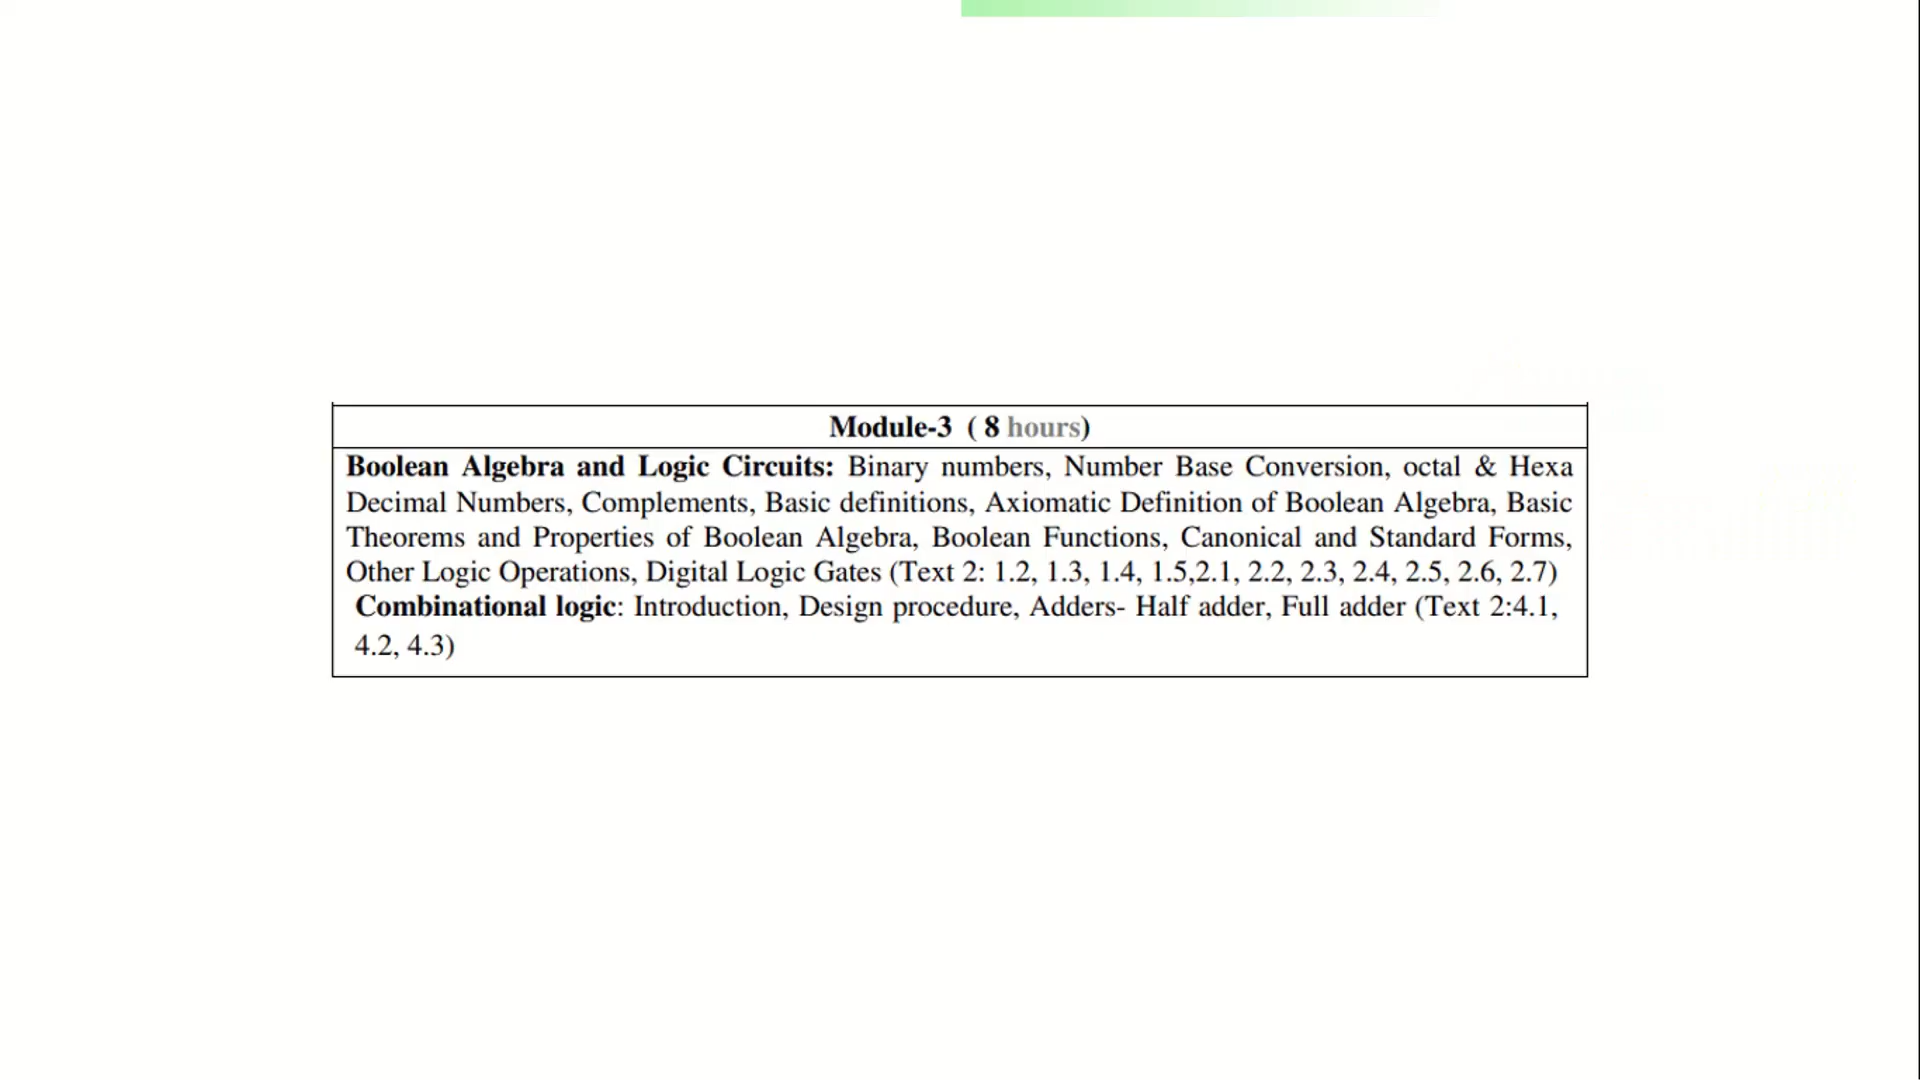 Module-3 ( 8 hours)
Boolean Algebra and Logic Circuits: Binary numbers, Number Base Conversion, octal & Hexa
Decimal Numbers, Complements, Basic definitions, Axiomatic Definition of Boolean Algebra, Basic
Theorems and Properties of Boolean Algebra, Boolean Functions, Canonical and Standard Forms,
Other Logic Operations, Digital Logic Gates (Text 2: 1.2, 1.3, 1.4, 1.5,2.1, 2.2, 2.3, 2.4, 2.5, 2.6, 2.7)
Combinational logic: Introduction, Design procedure, Adders- Half adder, Full adder (Text 2:4.1,
4.2, 4.3)